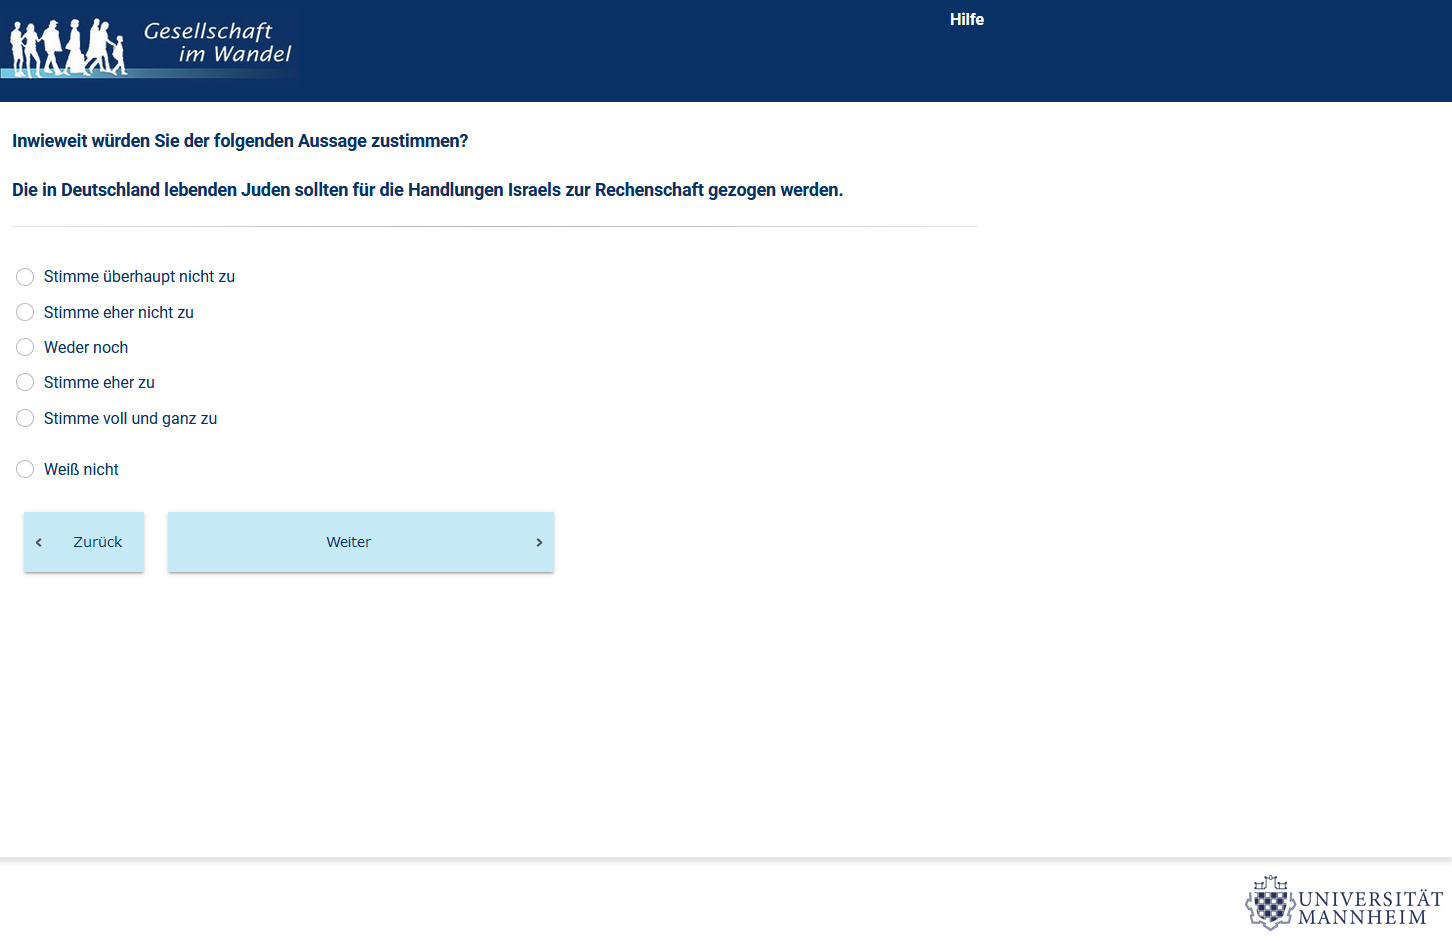 Gesellschaft
im Wandel
Hilfe
Inwieweit würden Sie der folgenden Aussage zustimmen?
Die in Deutschland lebenden Juden sollten für die Handlungen Israels zur Rechenschaft gezogen werden.
Stimme überhaupt nicht zu
Stimme eher nicht zu
Weder noch
Stimme eher zu
Stimme voll und ganz zu
Weiß nicht
Zurück
Weiter
UNIVERSITÄT
MANNHEIM